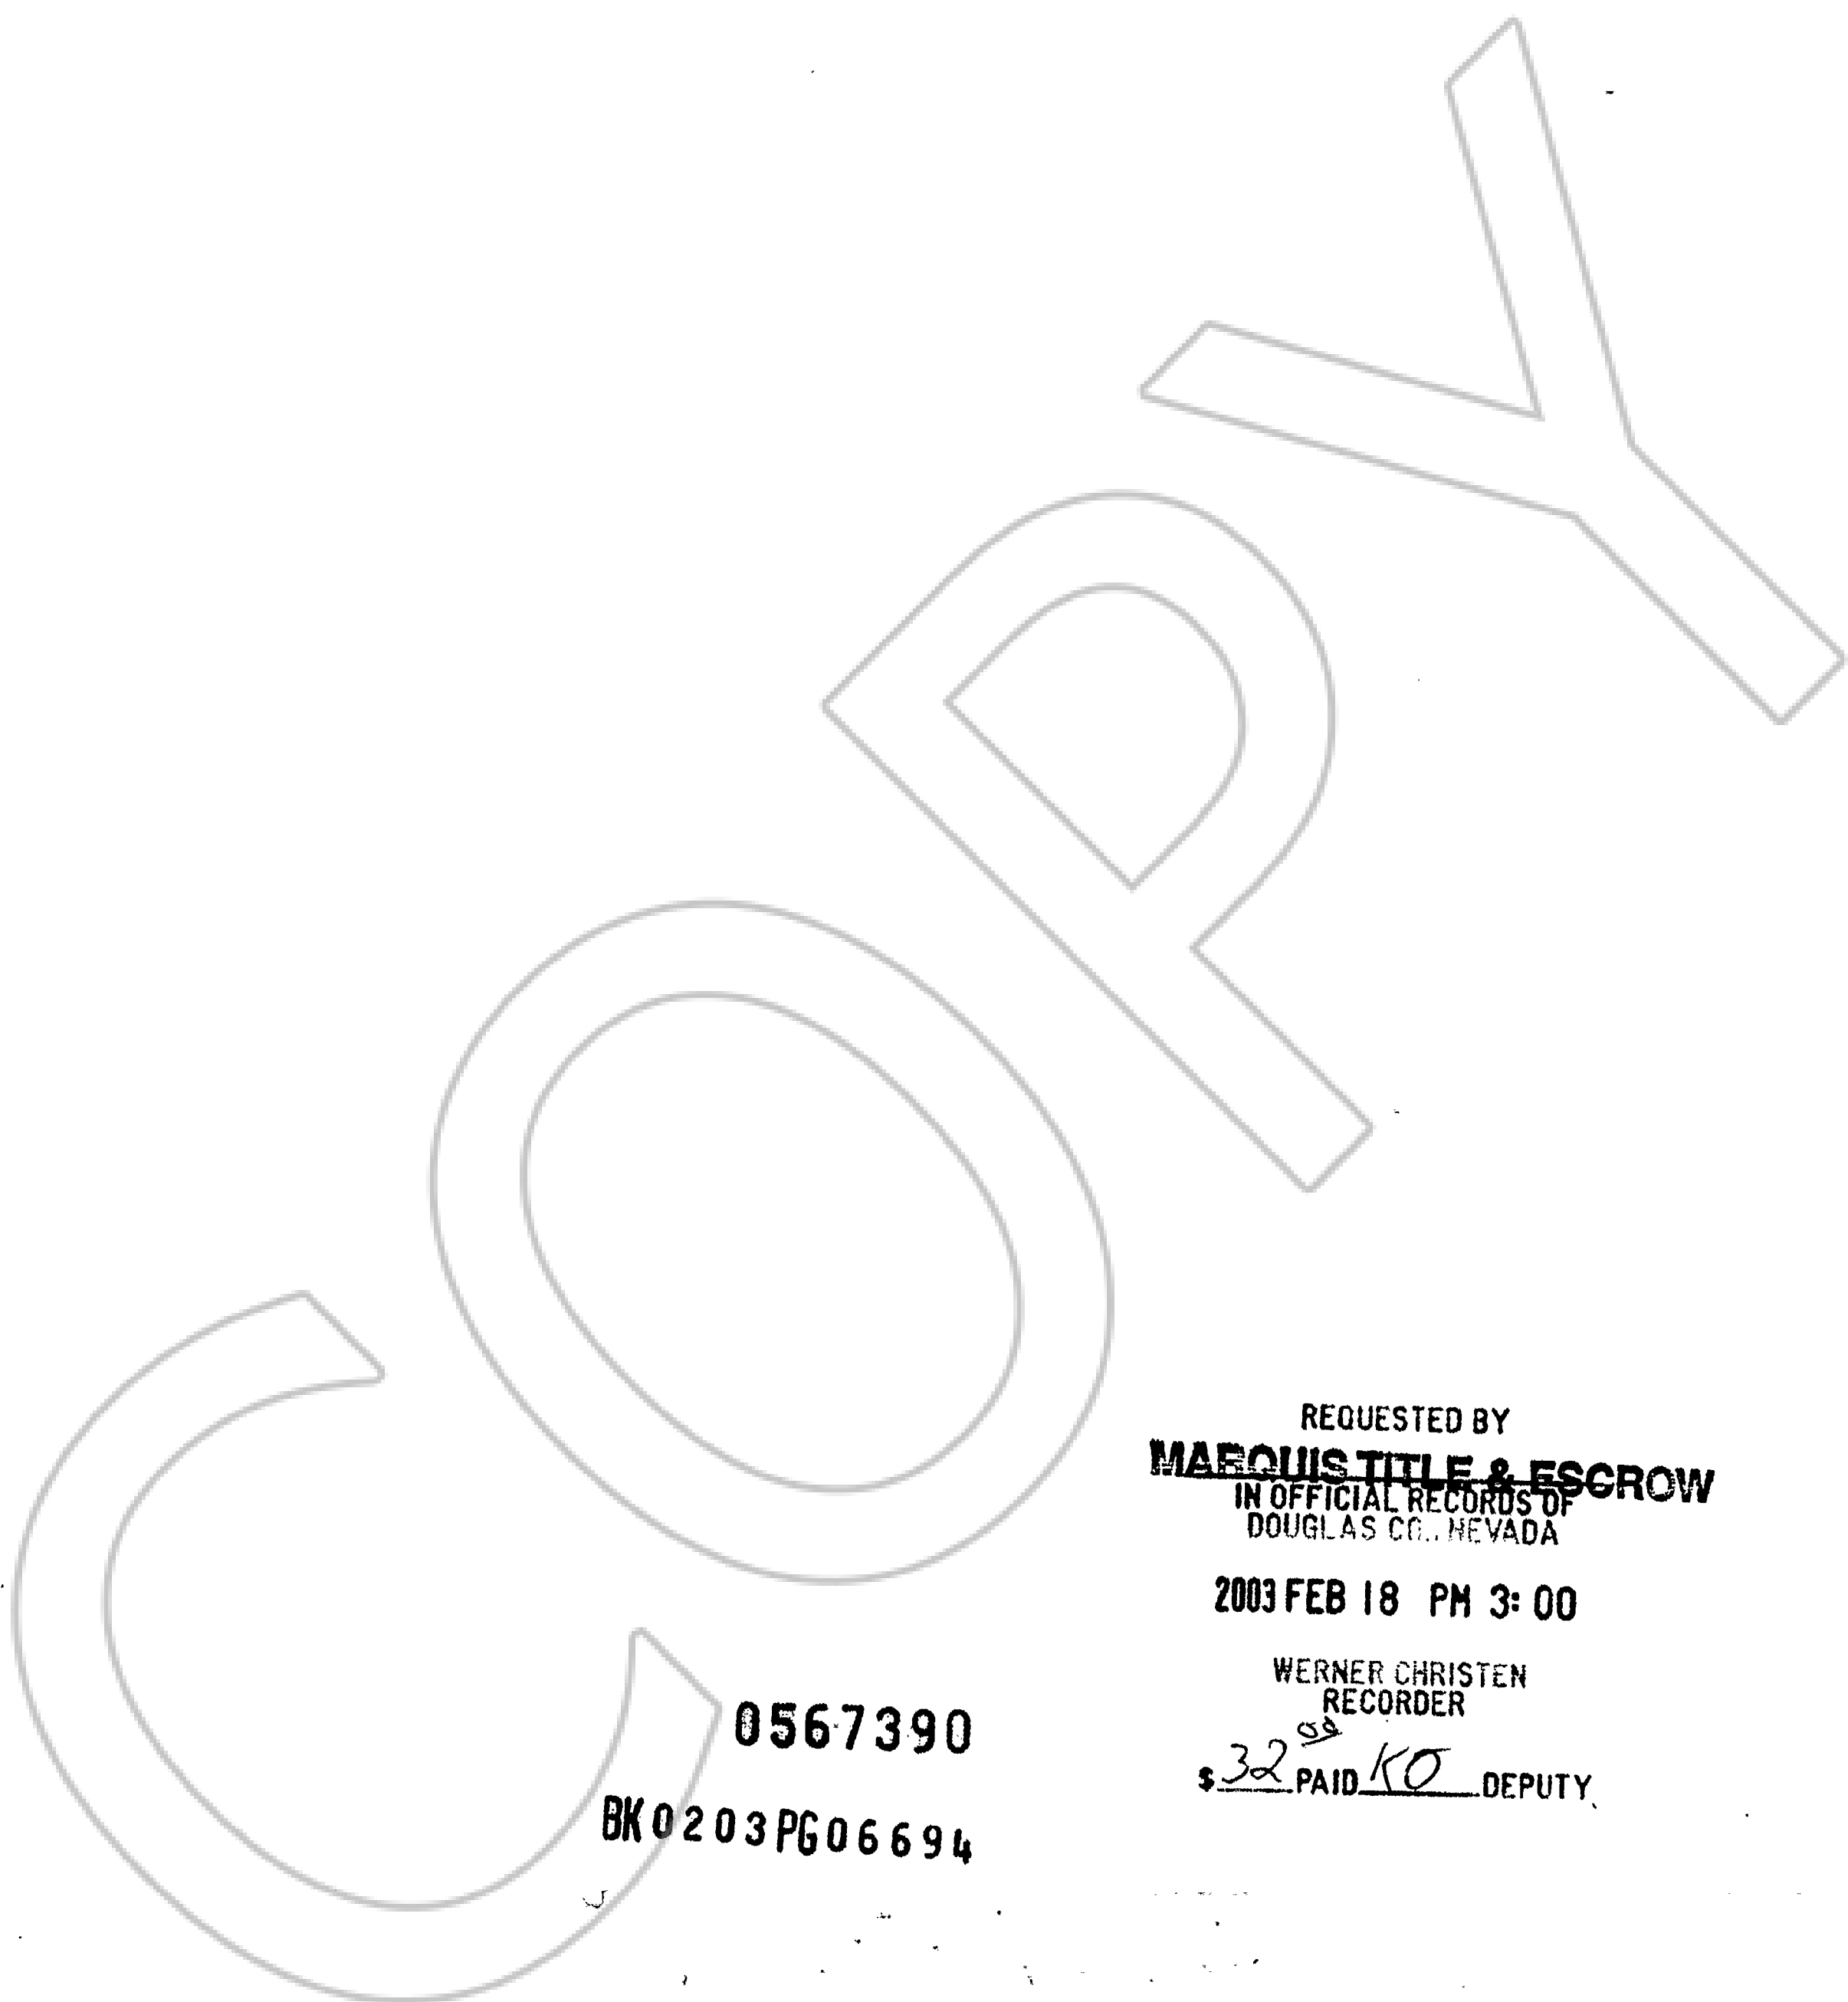 COPY
REQUESTED BY
MARQUIS TITLE & ESCROW
IN OFFICIAL RECORDS OF
DOUGLAS CO., NEVADA
2003 FEB 18 PM 3: 00
WERNER CHRISTEN
RECORDER
$ 32 00 PAID KO DEPUTY
0567390
BK0203PG06694